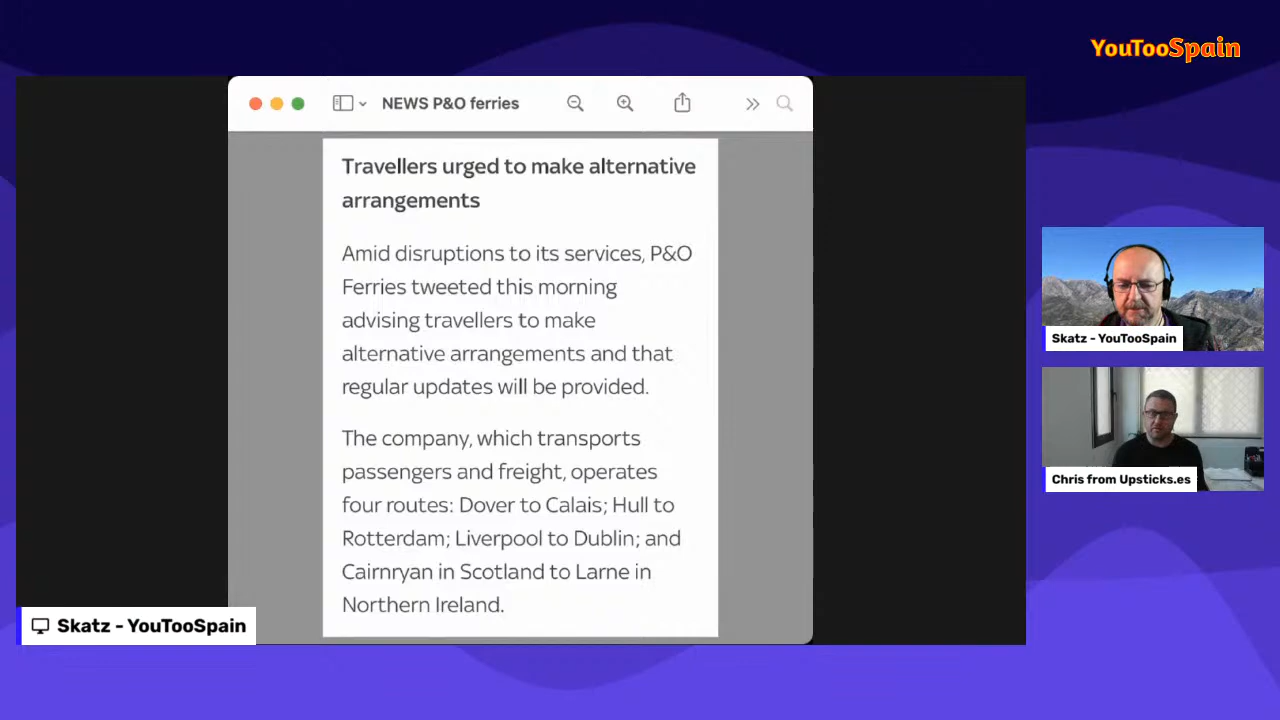 YouTooSpain
NEWS P&O ferries
Travellers urged to make alternative
arrangements
Amid disruptions to its services, P&O
Ferries tweeted this morning
advising travellers to make
alternative arrangements and that
regular updates will be provided.
The company, which transports
passengers and freight, operates
four routes: Dover to Calais; Hull to
Rotterdam; Liverpool to Dublin; and
Cairnryan in Scotland to Larne in
Northern Ireland.
Skatz - YouTooSpain
Skatz - YouTooSpain
Chris from Upsticks.es